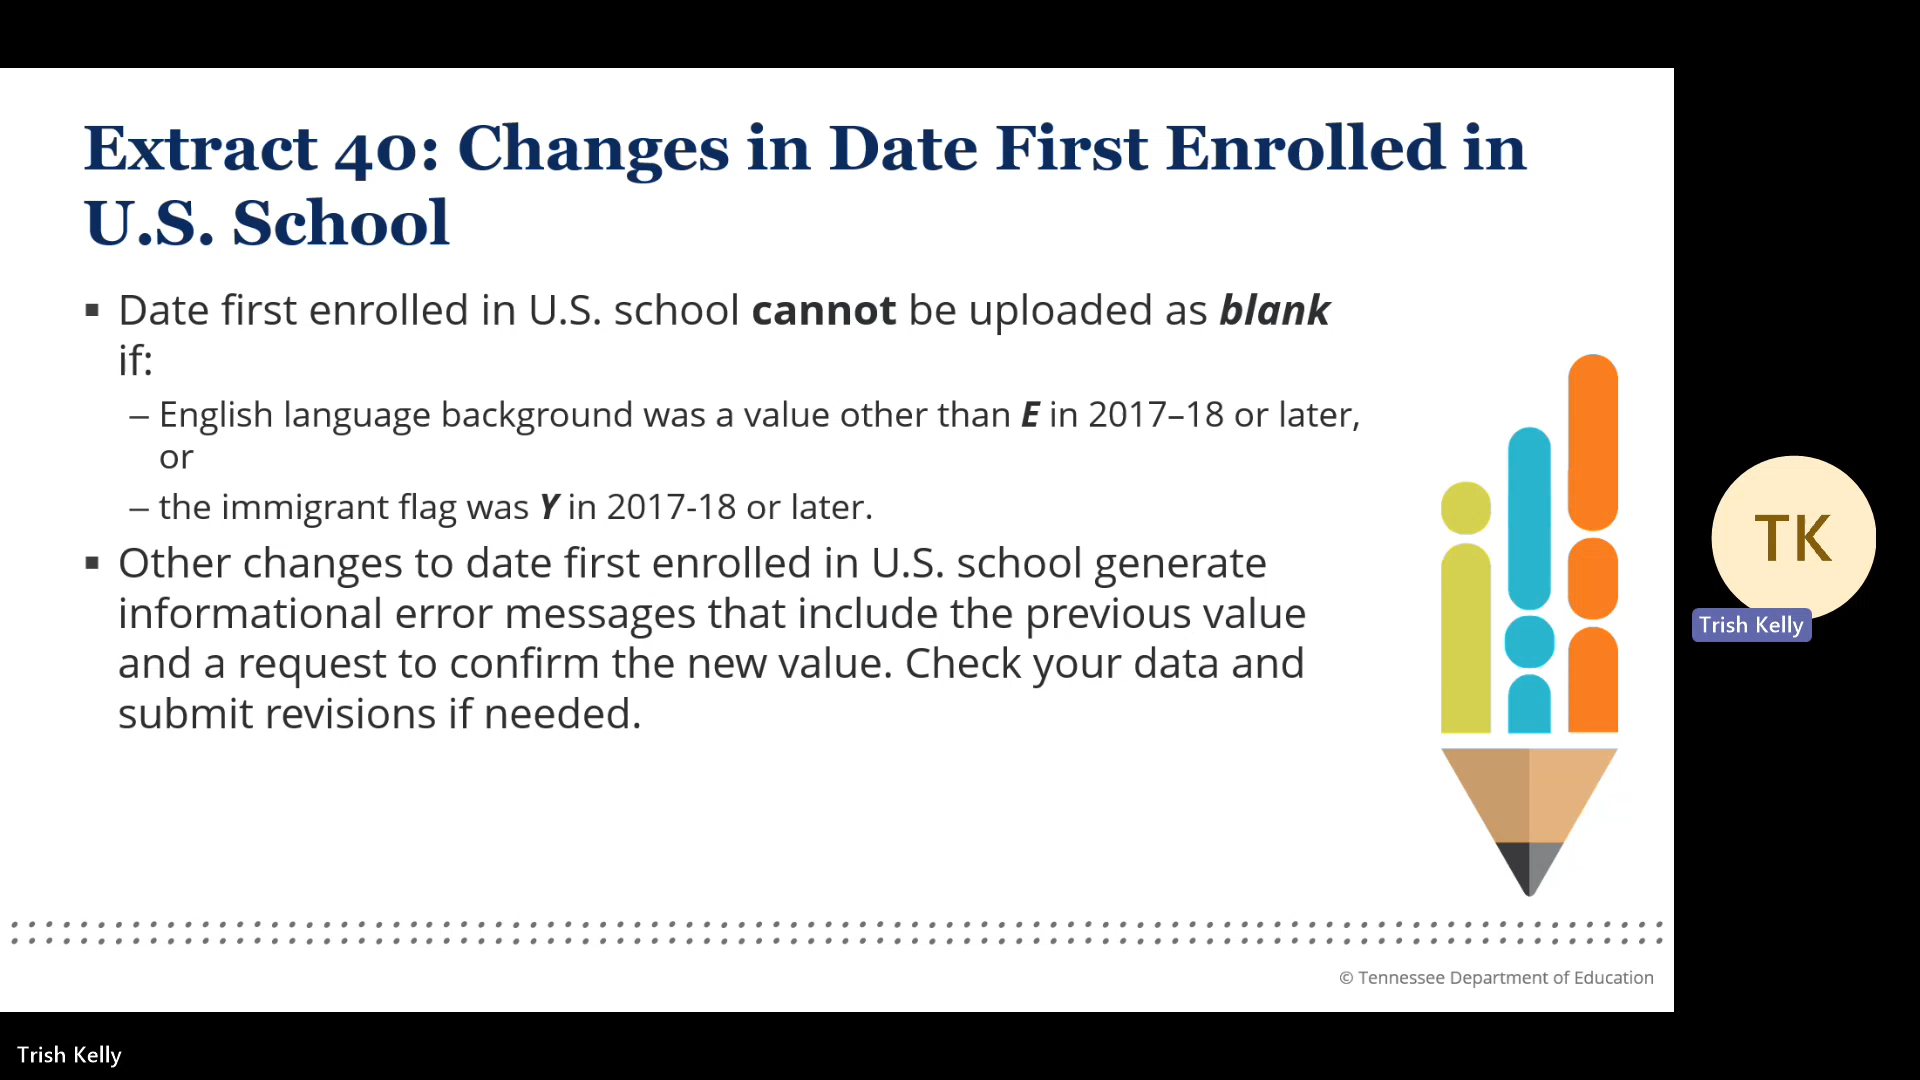 Extract 40: Changes in Date First Enrolled in
U.S. School
▪ Date first enrolled in U.S. school cannot be uploaded as blank
if:
– English language background was a value other than E in 2017–18 or later,
or
– the immigrant flag was Y in 2017-18 or later.
▪ Other changes to date first enrolled in U.S. school generate
informational error messages that include the previous value
and a request to confirm the new value. Check your data and
submit revisions if needed.
© Tennessee Department of Education
TK
Trish Kelly
Trish Kelly